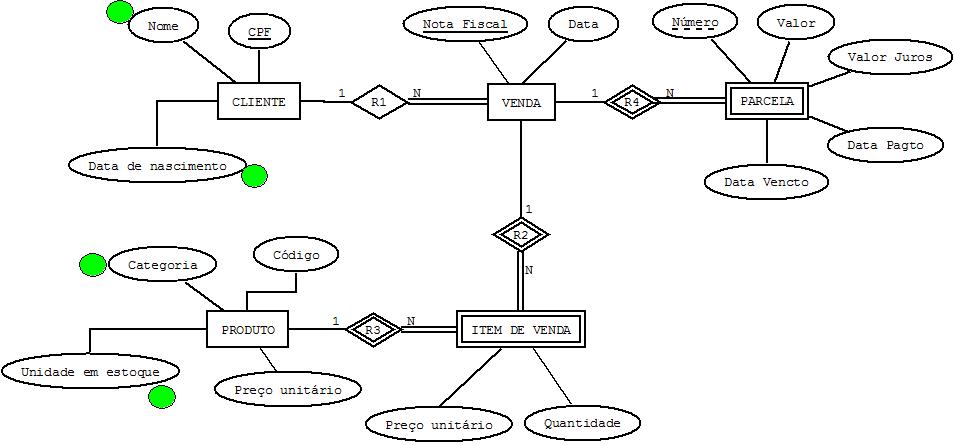 Nome
CPF
Nota Fiscal
Data
Número
Valor
Valor Juros
CLIENTE
1
R1
N
VENDA
1
R4
N
PARCELA
Data Pagto
Data de nascimento
Data Vencto
1
R2
N
Categoria
Código
PRODUTO
1
R3
N
ITEM DE VENDA
Unidade em estoque
Preço unitário
Preço unitário
Quantidade